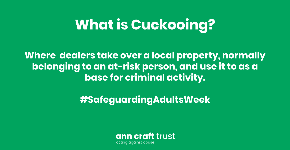 What is Cuckooing?
Where dealers take over a local property, normally
belonging to an at-risk person, and use it to as a
base for criminal activity.
#SafeguardingAdultsWeek
ann craft trust